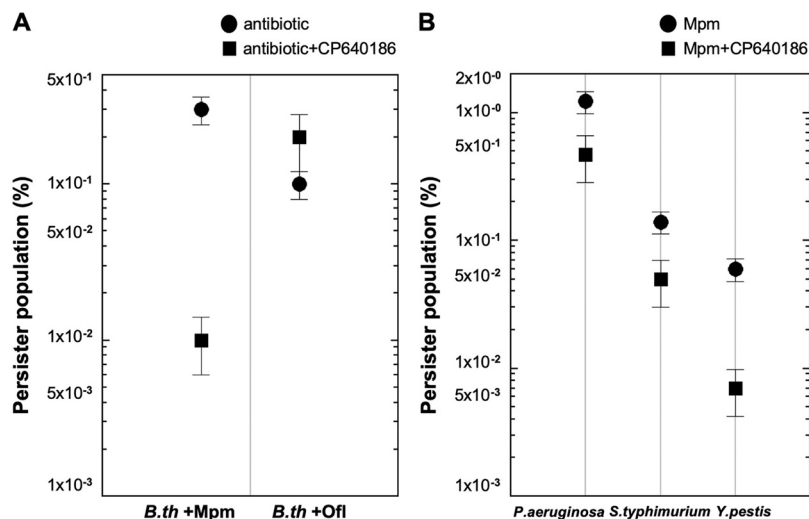 A
antibiotic
antibiotic+CP640186
Persister population (%)
5x10⁻¹
1x10⁻¹
5x10⁻²
1x10⁻²
5x10⁻³
1x10⁻³
B.th +Mpm
B.th +Ofl
B
Mpm
Mpm+CP640186
Persister population (%)
2x10⁻⁰
1x10⁻⁰
5x10⁻¹
1x10⁻¹
5x10⁻²
1x10⁻²
5x10⁻³
1x10⁻³
P.aeruginosa S.typhimurium Y.pestis